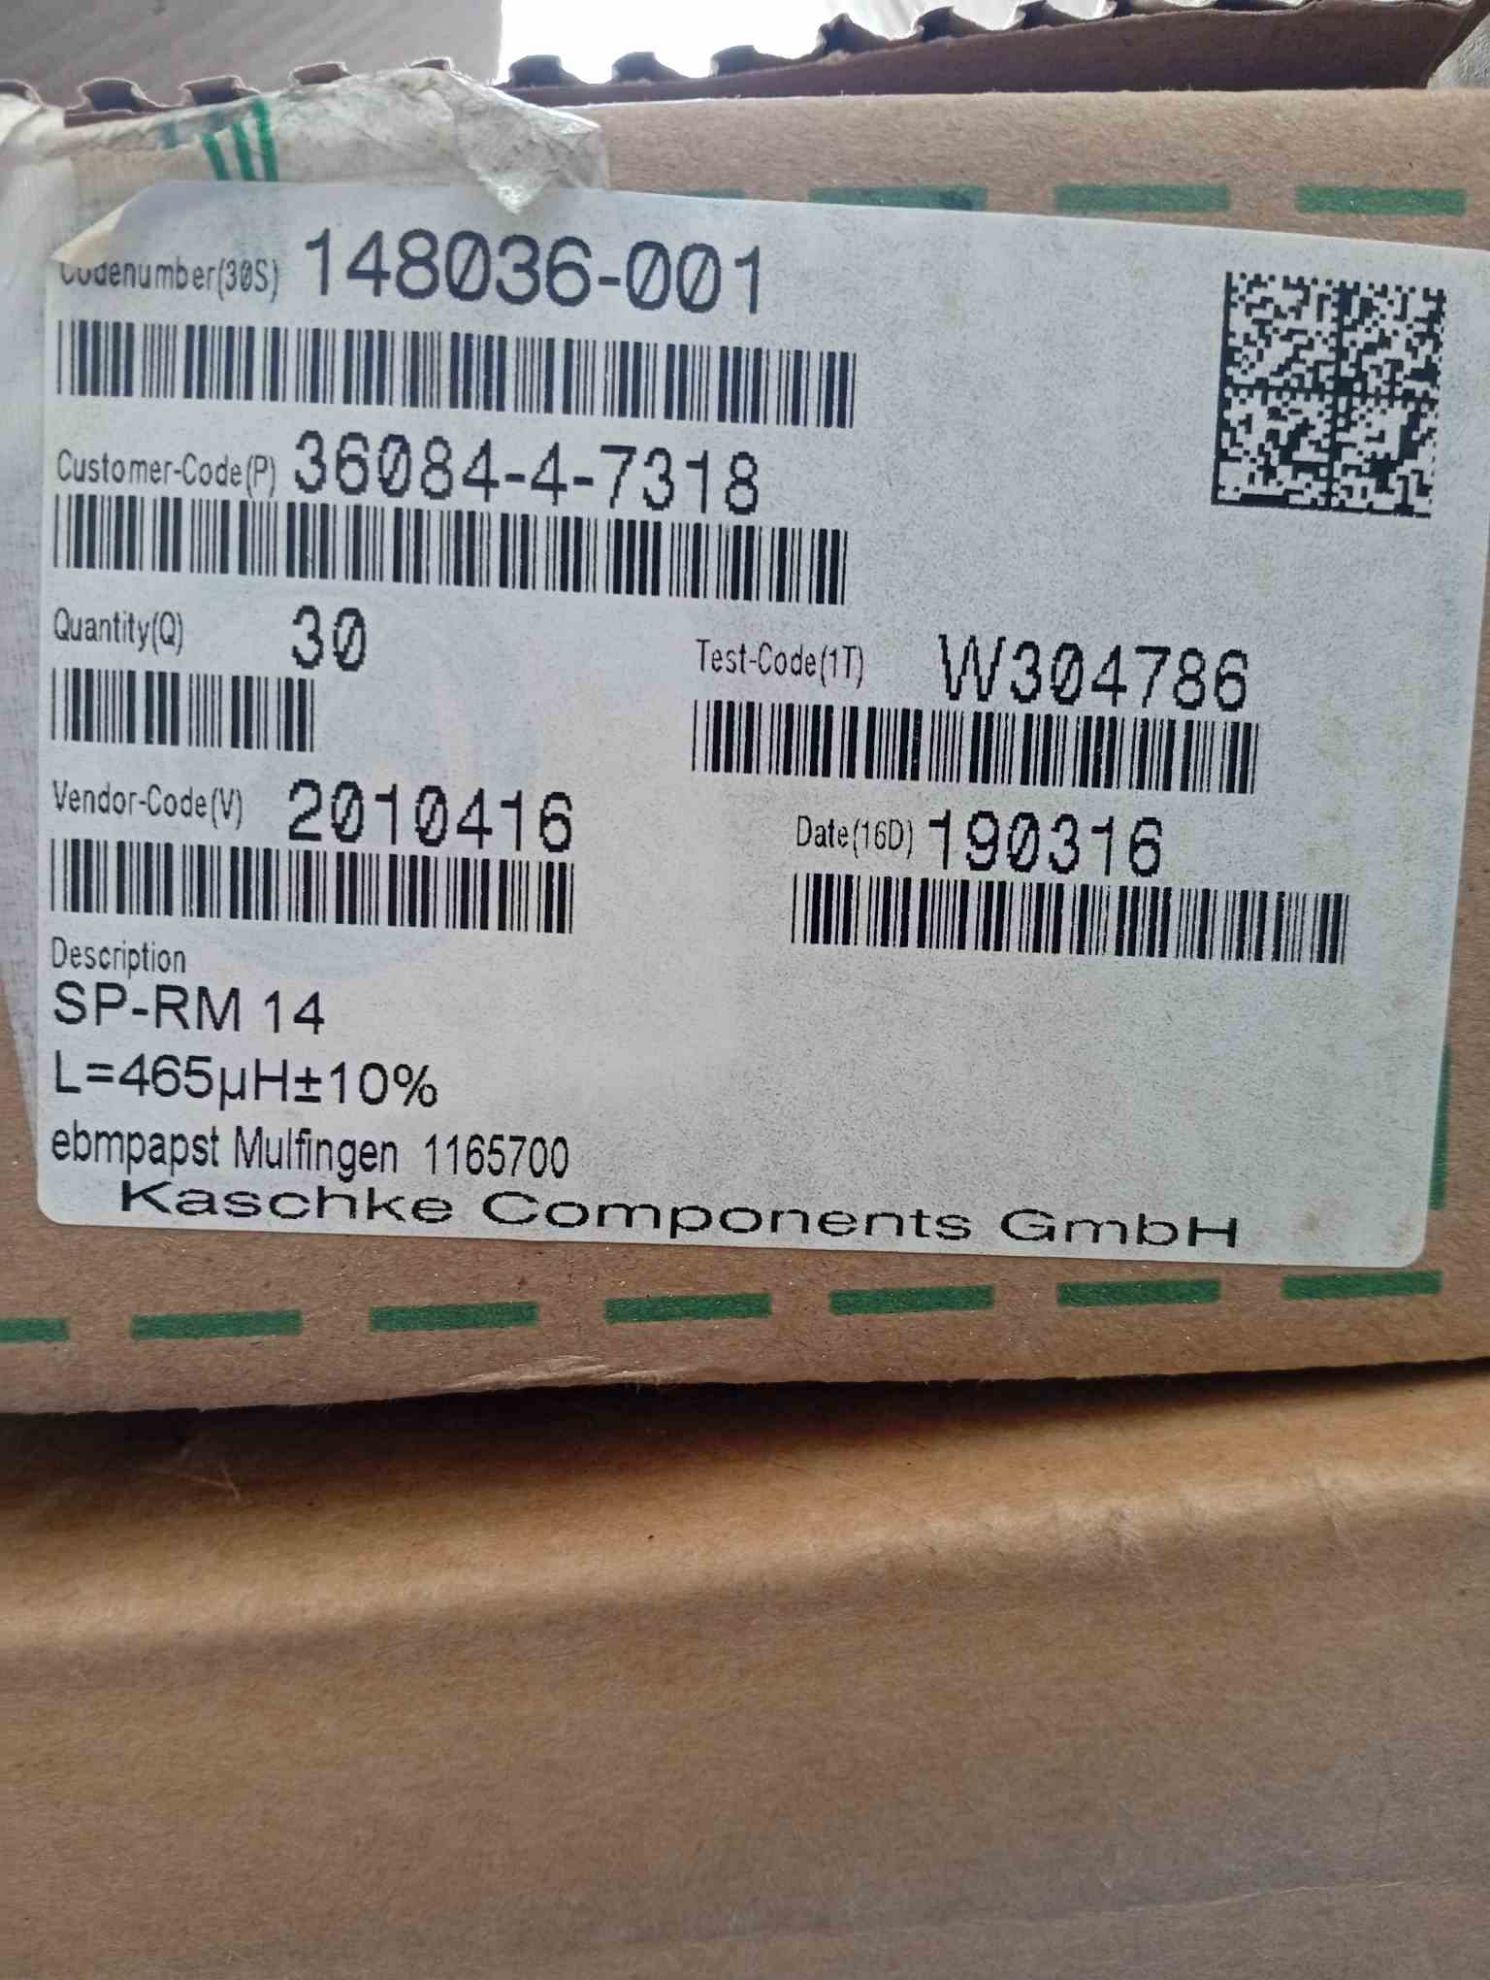 Codenumber(30S) 148036-001
Customer-Code(P) 36084-4-7318
Quantity(Q) 30
Test-Code(1T) W304786
Vendor-Code(V) 2010416
Date(16D) 190316
Description
SP-RM 14
L=465µH±10%
ebmpapst Mulfingen 1165700
Kaschke Components GmbH